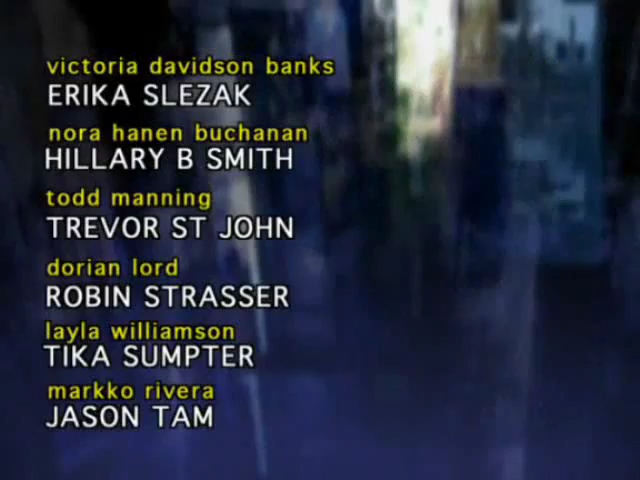 victoria davidson banks
ERIKA SLEZAK
nora hanen buchanan
HILLARY B SMITH
todd manning
TREVOR ST JOHN
dorian lord
ROBIN STRASSER
layla williamson
TIKA SUMPTER
markko rivera
JASON TAM